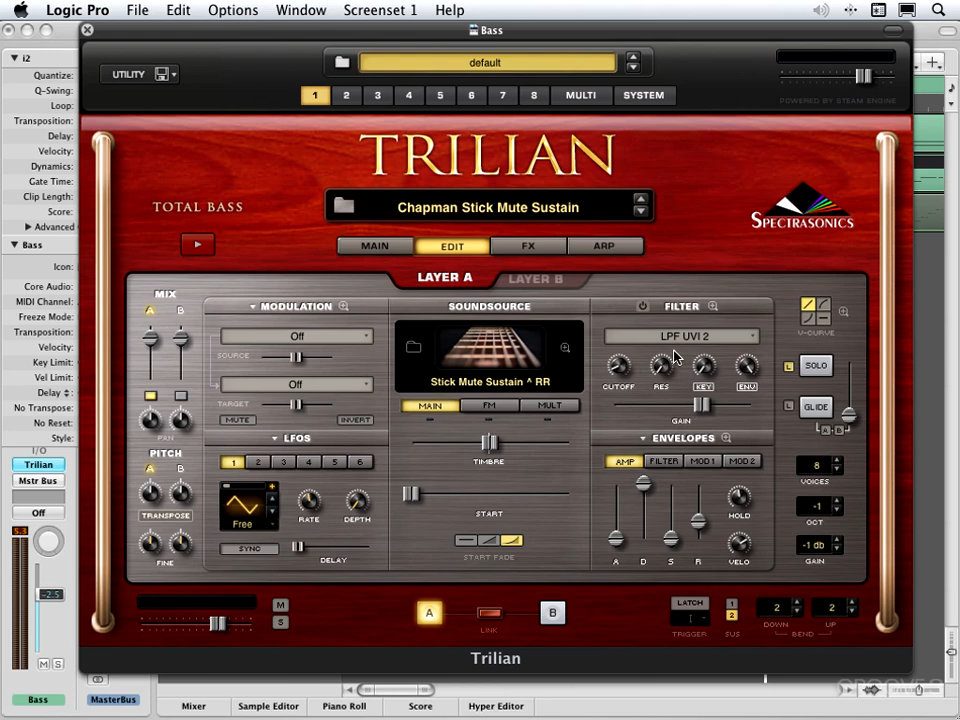 Logic Pro File Edit Options Window Screenset 1 Help
Bass
i2
Quantize:
Q-Swing:
Loop:
Transposition:
Delay:
Velocity:
Dynamics:
Gate Time:
Clip Length:
Score:
Advanced
Bass
Icon:
Core Audio:
MIDI Channel:
Freeze Mode:
Transposition:
Velocity:
Key Limit:
Vel Limit:
Delay
No Transpose:
No Reset:
Style:
I/O
Trilian
Mstr Bus
Off
5.3
-2.5
M S
Bass MasterBus
UTILITY
default
1 2 3 4 5 6 7 8 MULTI SYSTEM
POWERED BY STEAM ENGINE
TRILIAN
TOTAL BASS
Chapman Stick Mute Sustain
SPECTRASONICS
MAIN EDIT FX ARP
LAYER A LAYER B
MIX
A B
PAN
PITCH
A B
TRANSPOSE
FINE
MODULATION
Off
SOURCE
Off
TARGET
MUTE INVERT
LFOS
1 2 3 4 5 6
Free
RATE DEPTH
SYNC
DELAY
SOUNDSOURCE
Stick Mute Sustain ^ RR
MAIN FM MULT
TIMBRE
START
START FADE
FILTER
LPF UVI 2
CUTOFF RES KEY ENV
GAIN
ENVELOPES
AMP FILTER MOD 1 MOD 2
HOLD
VELO
A D S R
V-CURVE
L SOLO
L GLIDE
A B
8
VOICES
-1
OCT
-1 db
GAIN
M
S
A B
LINK
LATCH
TRIGGER
1
2
SUS
2 2
DOWN UP
BEND
Trilian
Mixer Sample Editor Piano Roll Score Hyper Editor